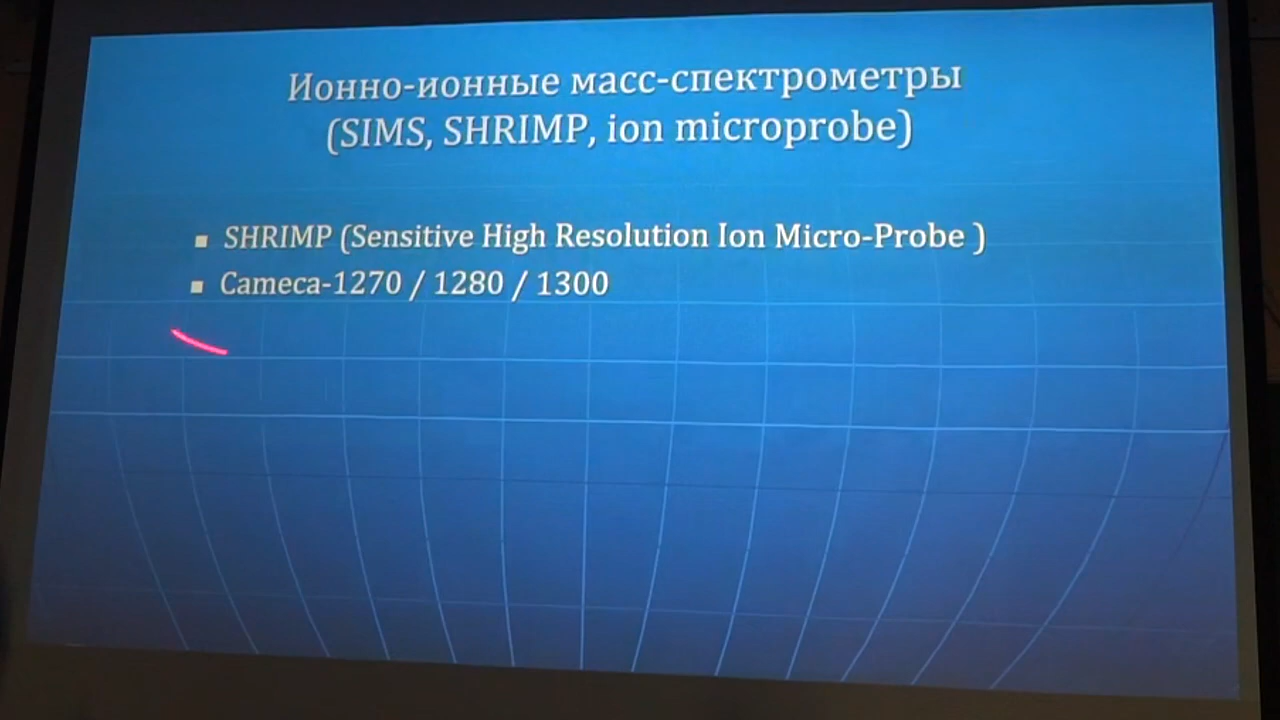 Ионно-ионные масс-спектрометры
(SIMS, SHRIMP, ion microprobe)
SHRIMP (Sensitive High Resolution Ion Micro-Probe )
Cameca-1270 / 1280 / 1300